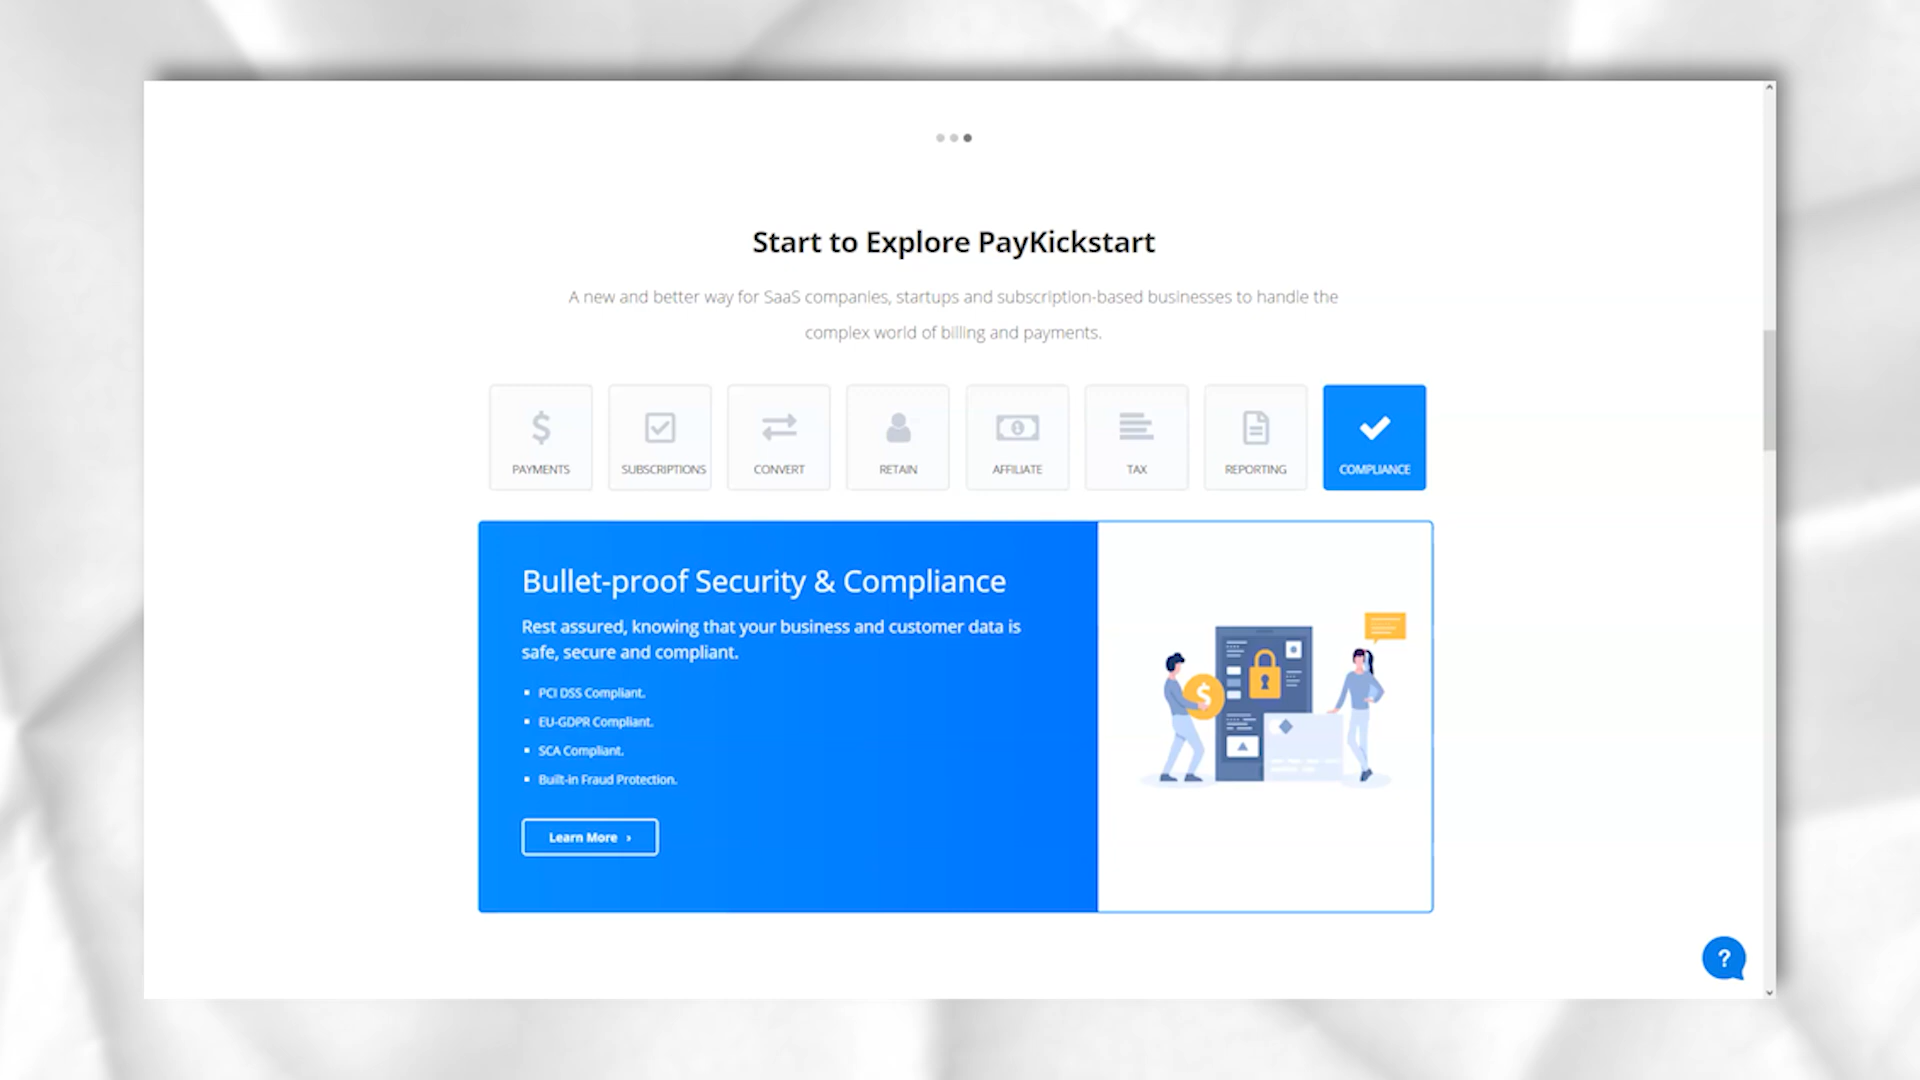 Start to Explore PayKickstart
A new and better way for SaaS companies, startups and subscription-based businesses to handle the
complex world of billing and payments.
PAYMENTS
SUBSCRIPTIONS
CONVERT
RETAIN
AFFILIATE
TAX
REPORTING
COMPLIANCE
Bullet-proof Security & Compliance
Rest assured, knowing that your business and customer data is
safe, secure and compliant.
▪ PCI DSS Compliant.
▪ EU-GDPR Compliant.
▪ SCA Compliant.
▪ Built-in Fraud Protection.
Learn More ›
?